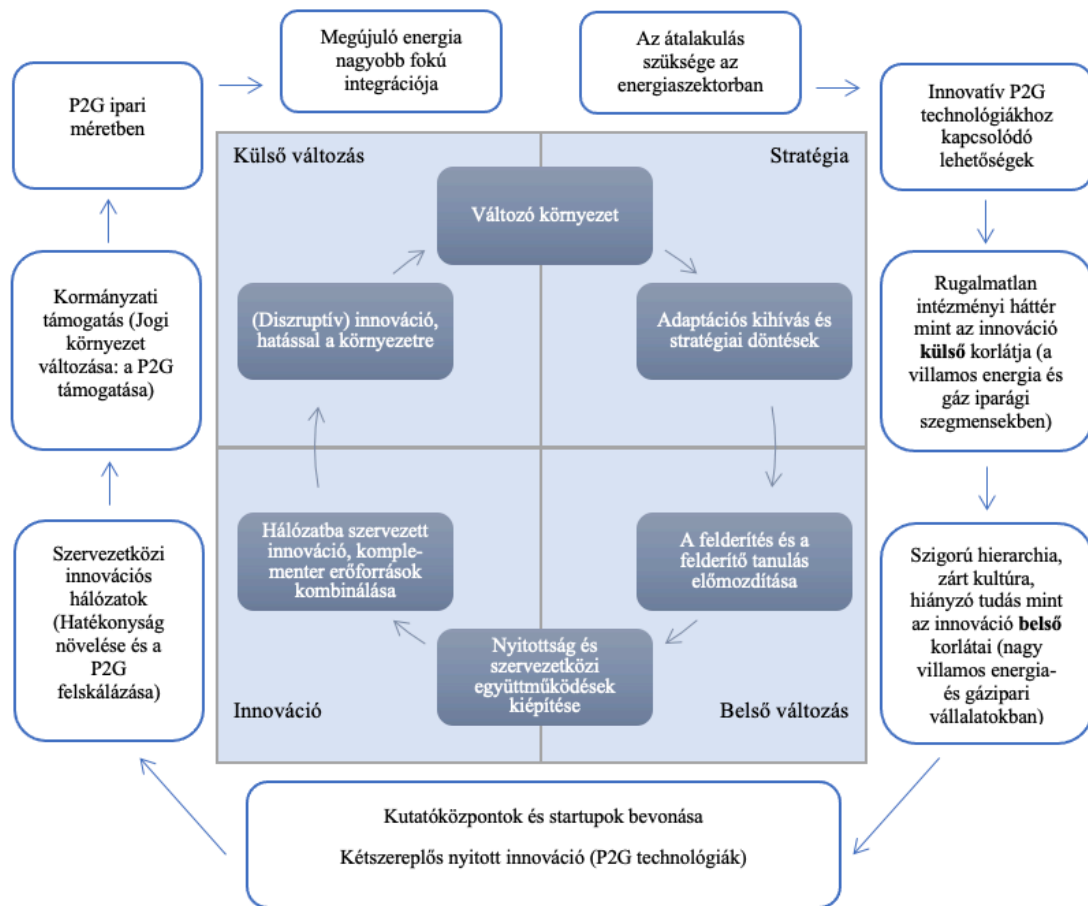 Megújuló energia
nagyobb fokú
integrációja
Az átalakulás
szüksége az
energiaszektorban
P2G ipari
méretben
Innovatív P2G
technológiákhoz
kapcsolódó
lehetőségek
Külső változás
Stratégia
Változó környezet
Kormányzati
támogatás (Jogi
környezet
változása: a P2G
támogatása)
(Diszruptív) innováció,
hatással a környezetre
Adaptációs kihívás és
stratégiai döntések
Rugalmatlan
intézményi háttér
mint az innováció
külső korlátja (a
villamos energia és
gáz iparági
szegmensekben)
Szervezetközi
innovációs
hálózatok
(Hatékonyság
növelése és a
P2G
felskálázása)
Hálózatba szervezett
innováció, komple-
menter erőforrások
kombinálása
A felderítés és a
felderítő tanulás
előmozdítása
Szigorú hierarchia,
zárt kultúra,
hiányzó tudás mint
az innováció belső
korlátai (nagy
villamos energia-
és gázipari
vállalatokban)
Nyitottság és
szervezetközi
együttműködések
kiépítése
Innováció
Belső változás
Kutatóközpontok és startupok bevonása
Kétszereplős nyitott innováció (P2G technológiák)